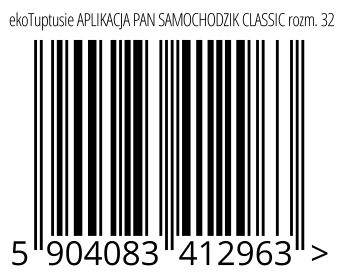 ekoTuptusie APLIKACJA PAN SAMOCHODZIK CLASSIC rozm. 32
5 904083 412963 >